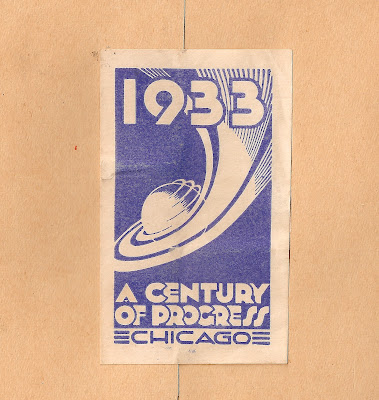 1933
A CENTURY
OF PROGRESS
CHICAGO